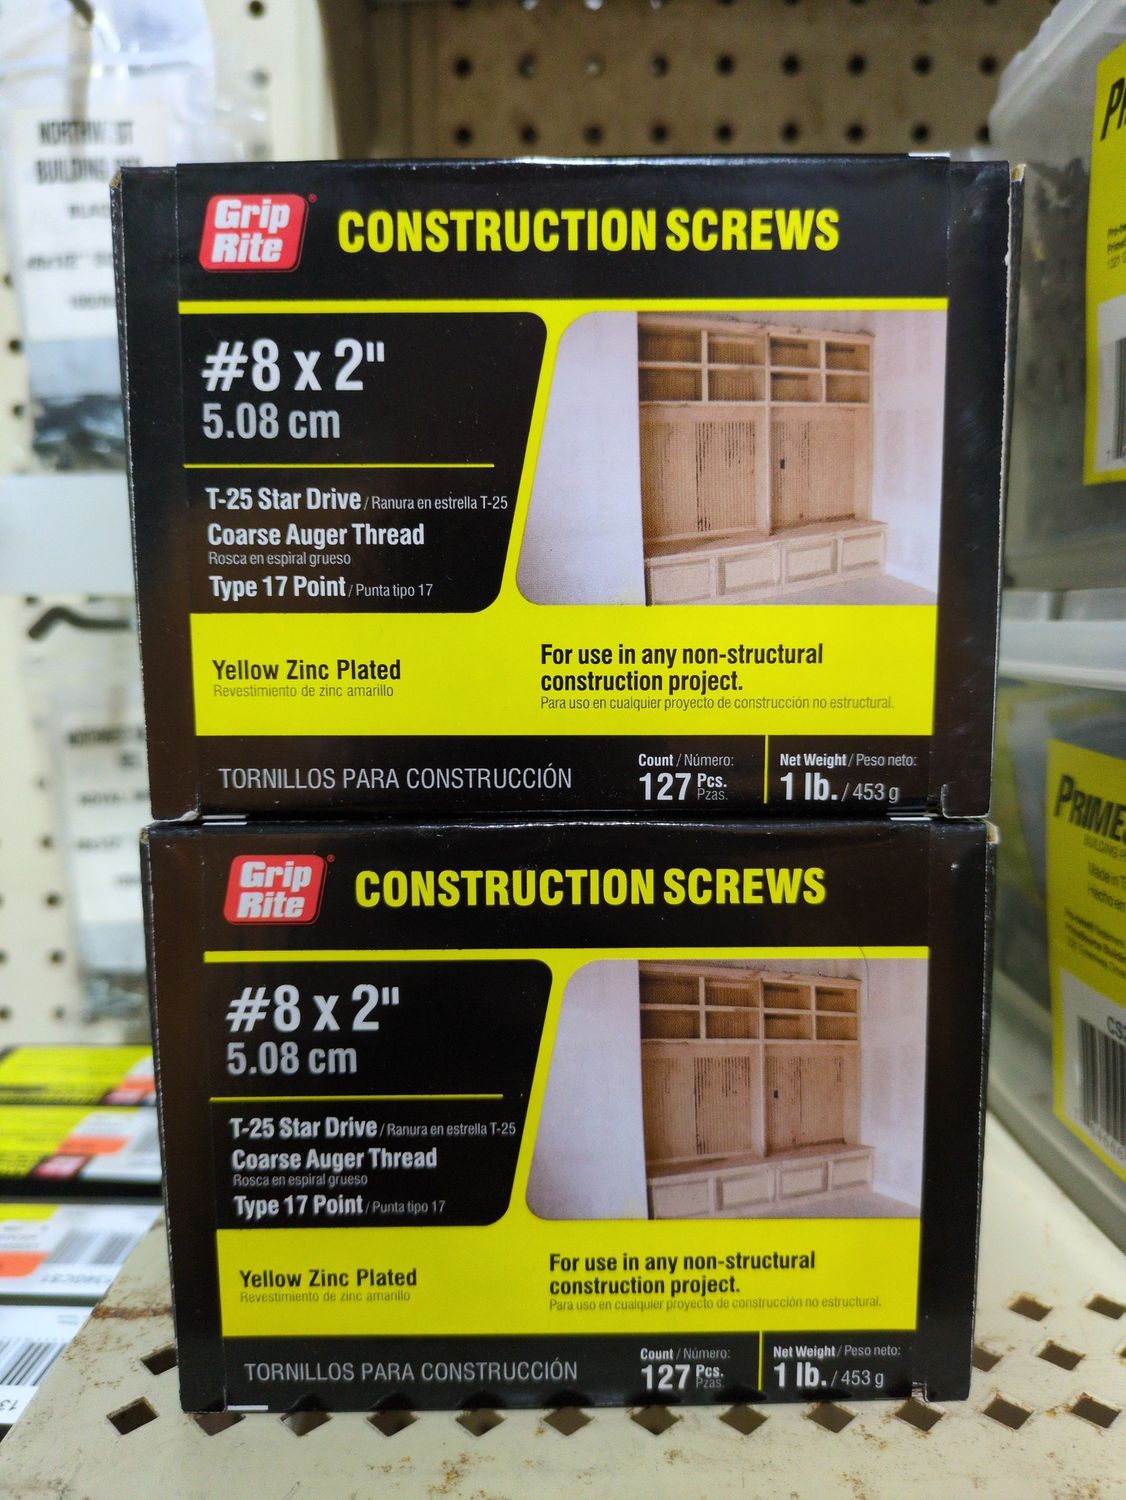 Grip
Rite®
CONSTRUCTION SCREWS
#8 x 2"
5.08 cm
T-25 Star Drive / Ranura en estrella T-25
Coarse Auger Thread
Rosca en espiral grueso
Type 17 Point / Punta tipo 17
Yellow Zinc Plated
Revestimiento de zinc amarillo
For use in any non-structural
construction project.
Para uso en cualquier proyecto de construcción no estructural.
TORNILLOS PARA CONSTRUCCIÓN
Count / Número:
127 Pcs.
Pzas.
Net Weight / Peso neto:
1 lb. / 453 g
Grip
Rite®
CONSTRUCTION SCREWS
#8 x 2"
5.08 cm
T-25 Star Drive / Ranura en estrella T-25
Coarse Auger Thread
Rosca en espiral grueso
Type 17 Point / Punta tipo 17
Yellow Zinc Plated
Revestimiento de zinc amarillo
For use in any non-structural
construction project.
Para uso en cualquier proyecto de construcción no estructural.
TORNILLOS PARA CONSTRUCCIÓN
Count / Número:
127 Pcs.
Pzas.
Net Weight / Peso neto:
1 lb. / 453 g